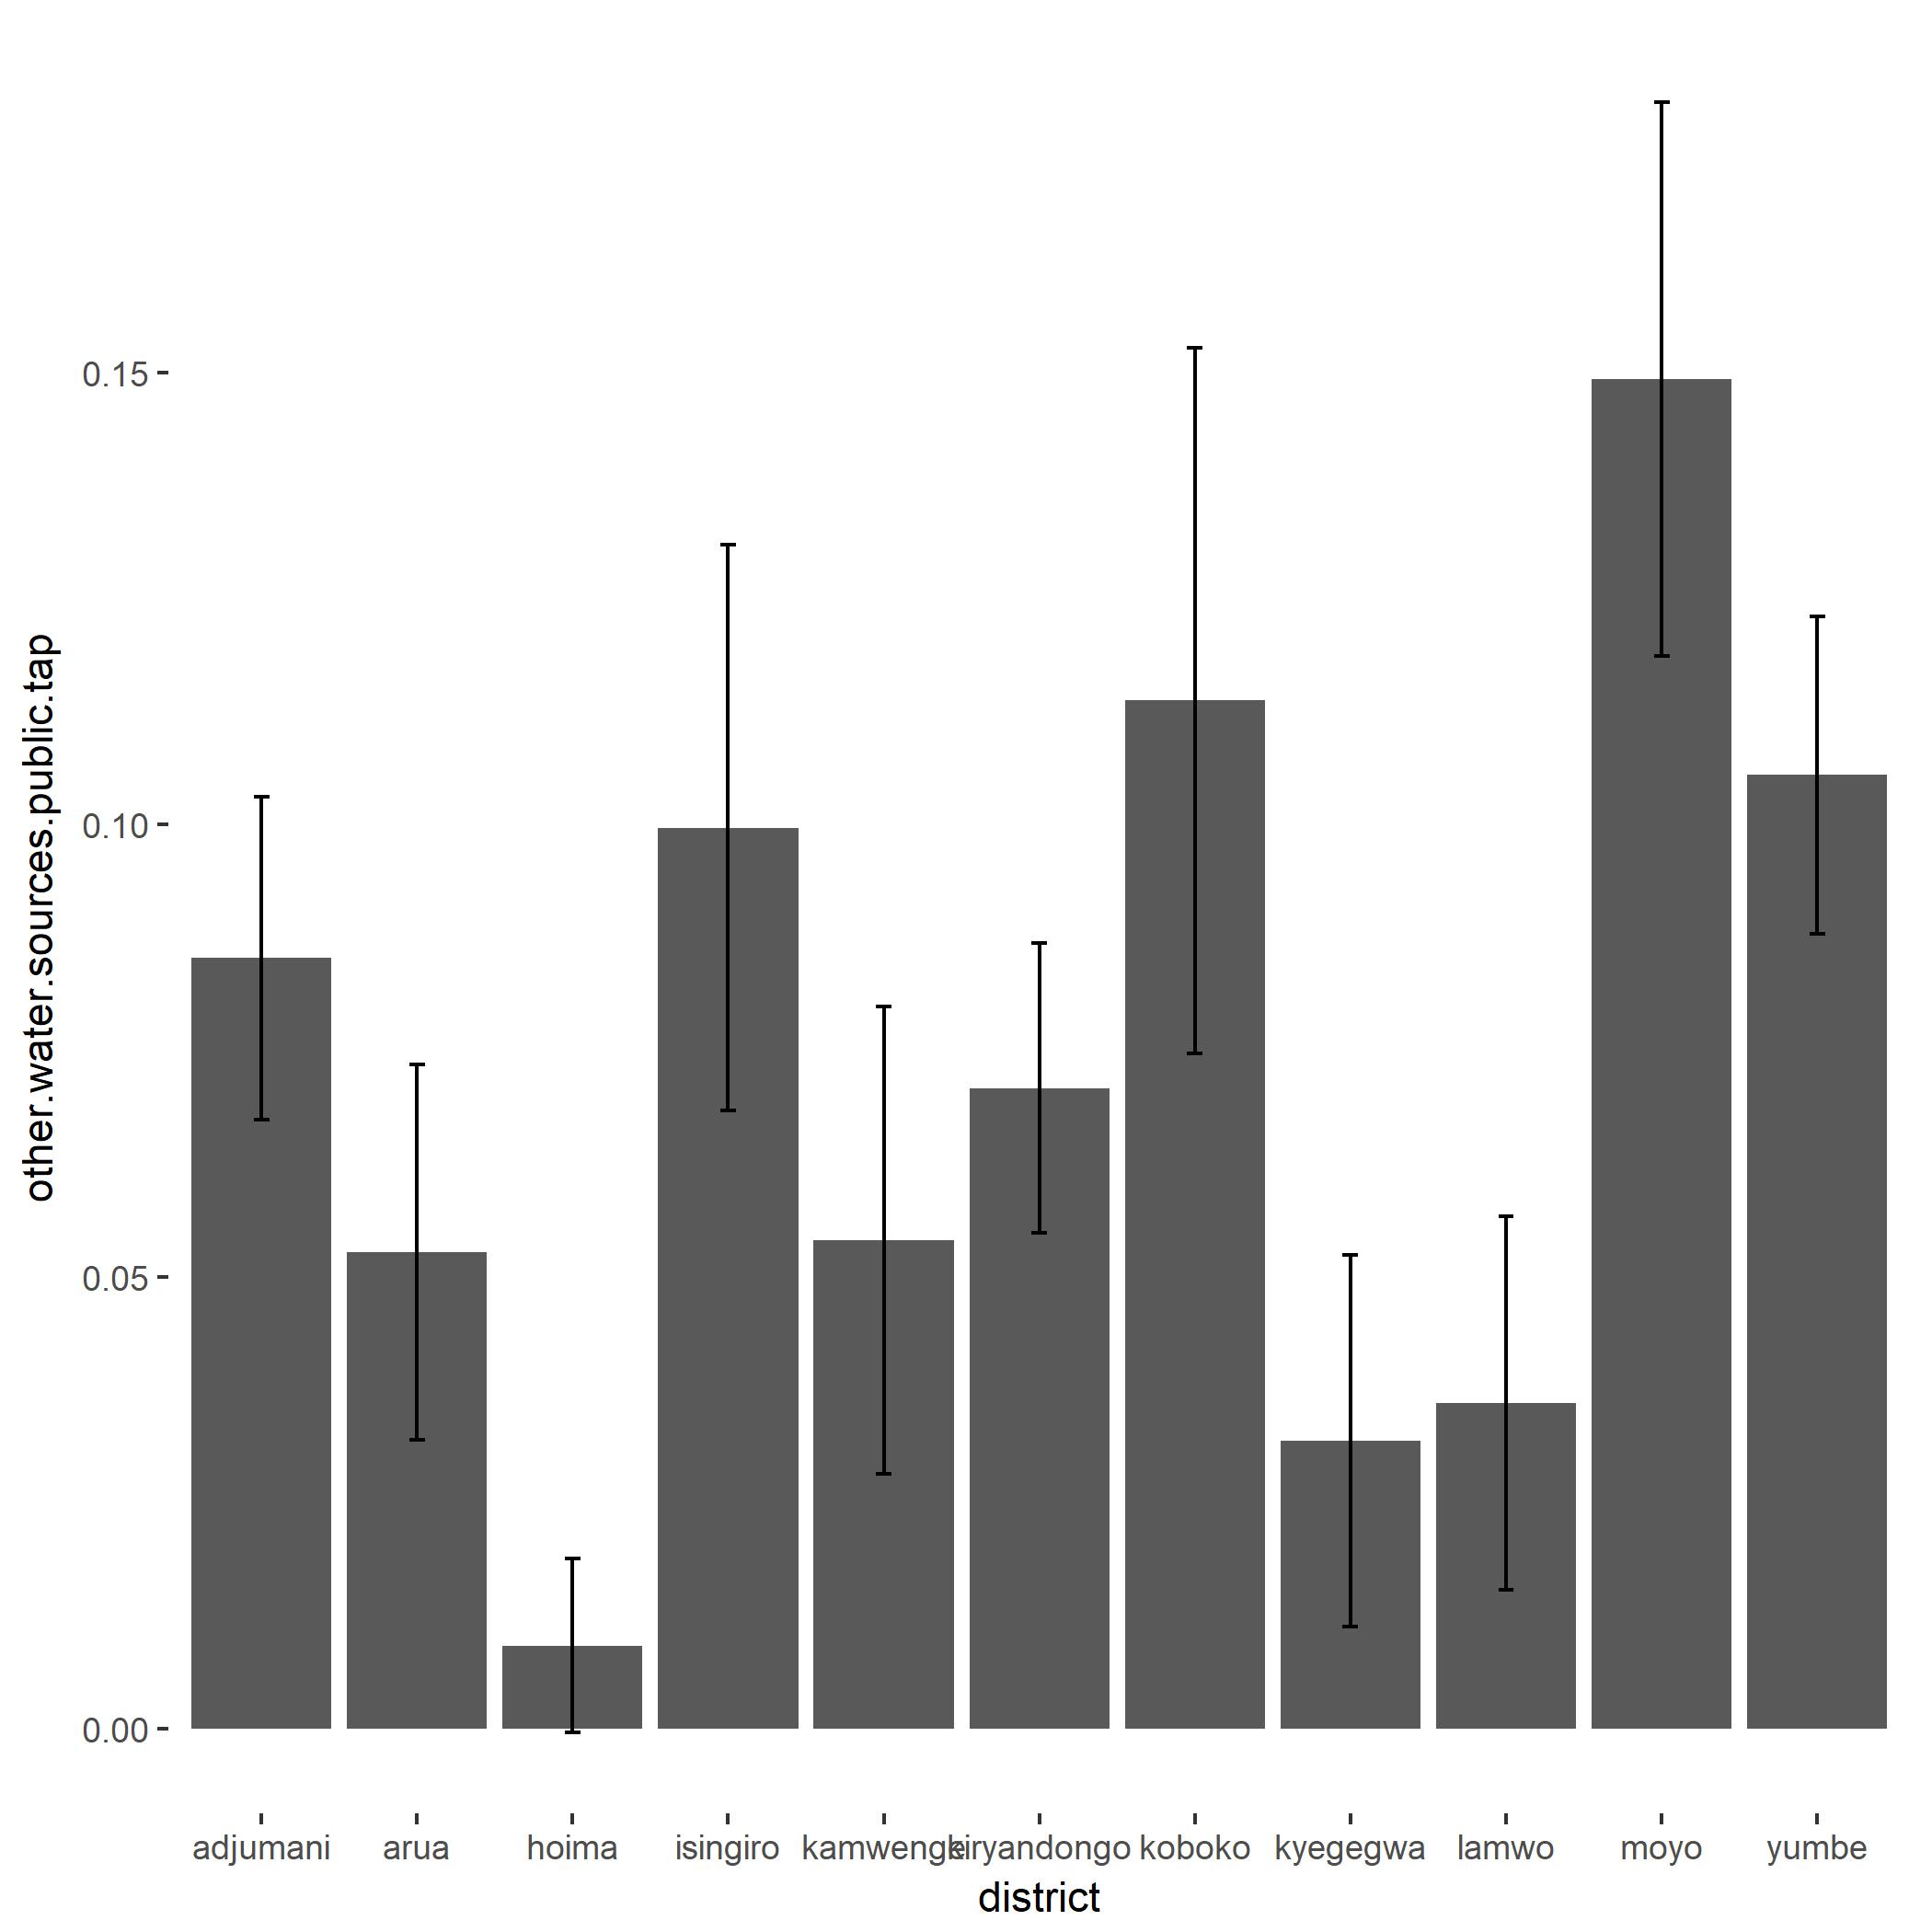 other.water.sources.public.tap
0.15
0.10
0.05
0.00
adjumani arua hoima isingiro kamwenge kiryandongo koboko kyegegwa lamwo moyo yumbe
district